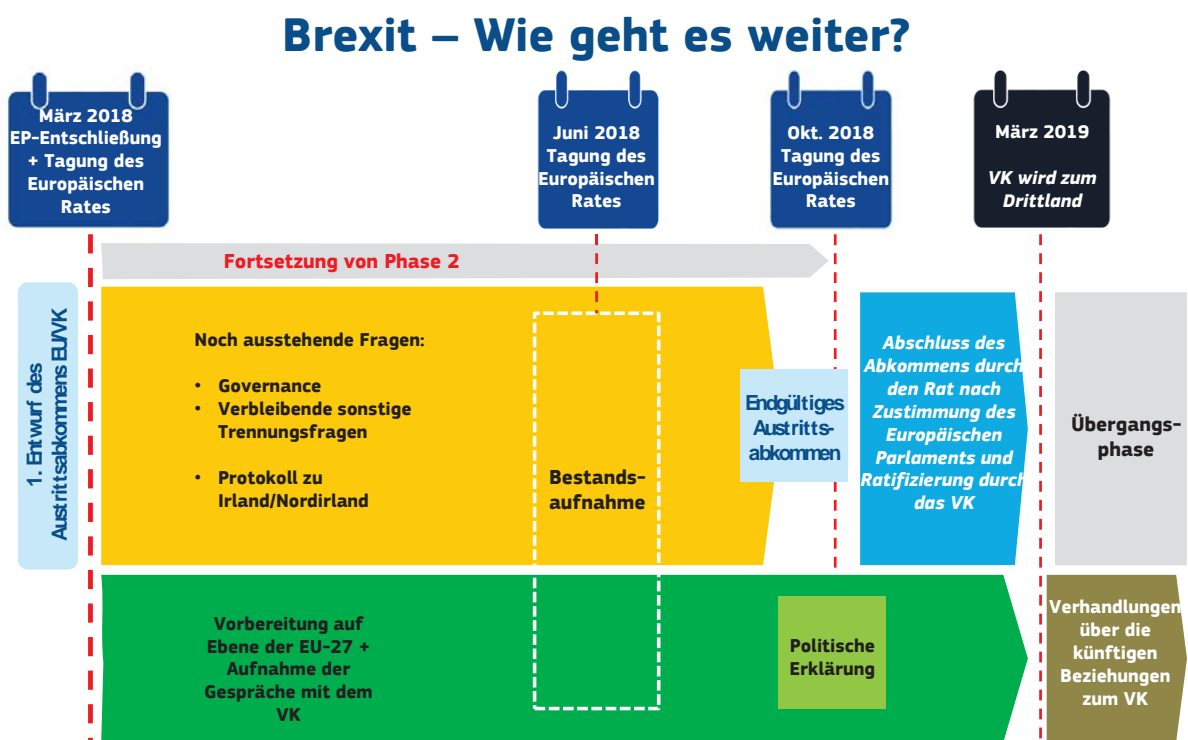 Brexit – Wie geht es weiter?
März 2018
EP-Entschließung
+ Tagung des
Europäischen
Rates
Juni 2018
Tagung des
Europäischen
Rates
Okt. 2018
Tagung des
Europäischen
Rates
März 2019
VK wird zum
Drittland
Fortsetzung von Phase 2
1. Entwurf des
Austrittsabkommens EU/VK
Noch ausstehende Fragen:
• Governance
• Verbleibende sonstige
Trennungsfragen
• Protokoll zu
Irland/Nordirland
Bestands-
aufnahme
Endgültiges
Austritts-
abkommen
Abschluss des
Abkommens durch
den Rat nach
Zustimmung des
Europäischen
Parlaments und
Ratifizierung durch
das VK
Übergangs-
phase
Vorbereitung auf
Ebene der EU-27 +
Aufnahme der
Gespräche mit dem
VK
Politische
Erklärung
Verhandlungen
über die
künftigen
Beziehungen
zum VK